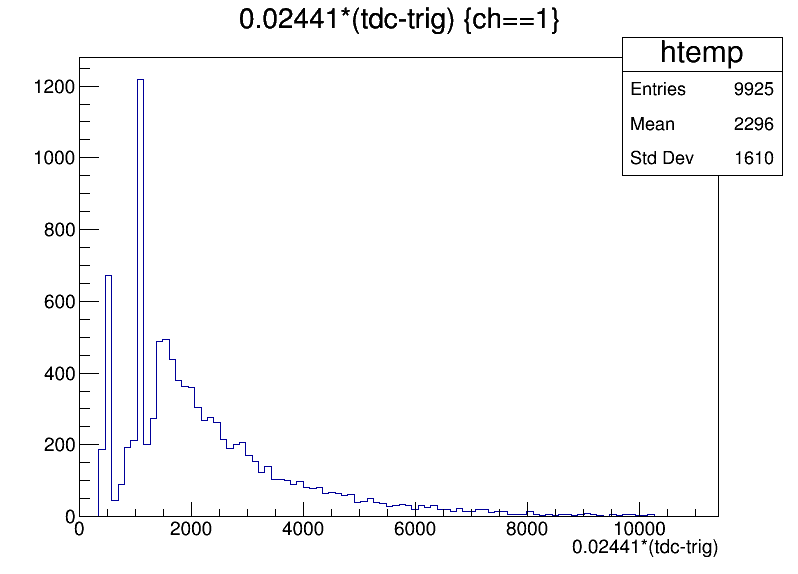 0.02441*(tdc-trig) {ch==1}
htemp
Entries 9925
Mean 2296
Std Dev 1610
1200
1000
800
600
400
200
0
0 2000 4000 6000 8000 10000
0.02441*(tdc-trig)